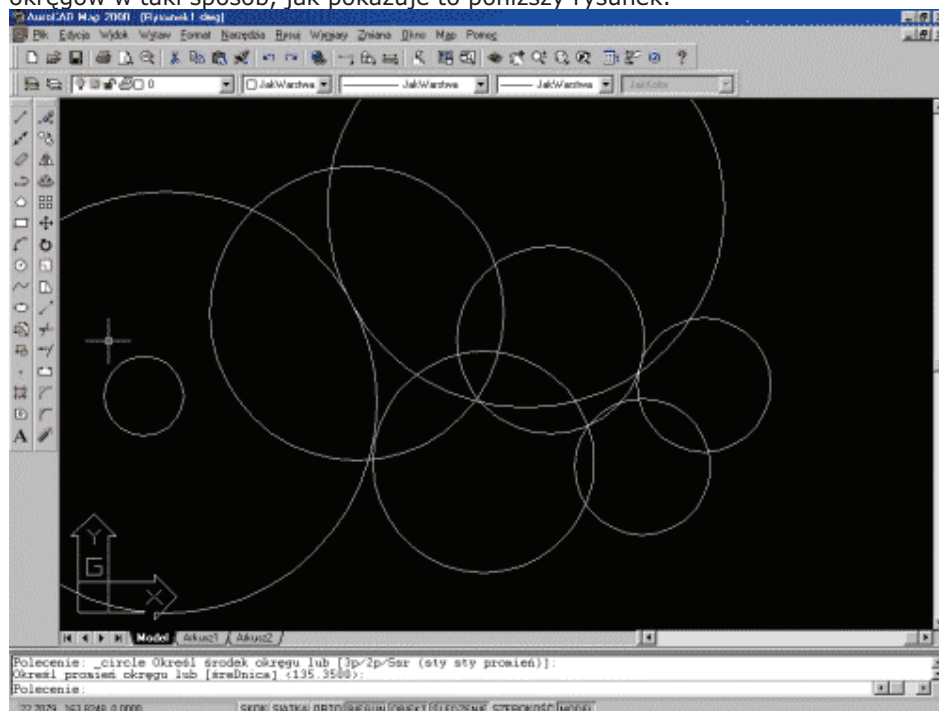 okręgów w taki sposób, jak pokazuje to poniższy rysunek.
AutoCAD Map 2000 - [Rysunek1.dwg]
Plik Edycja Widok Wstaw Format Narzędzia Rysuj Wymiary Zmiana Okno Map Pomoc
0 JakWarstwa JakWarstwa JakWarstwa JakKolor
A
Y
G
X
Model Arkusz1 Arkusz2
Polecenie: _circle Określ środek okręgu lub [3p/2p/Ssr (sty sty promień)]:
Określ promień okręgu lub [śreDnica] <135.3500>:
Polecenie:
SKOK SIATKA ORTO BIEGUN OBIEKT ŚLEDZENIE SZEROKOŚĆ MODEL